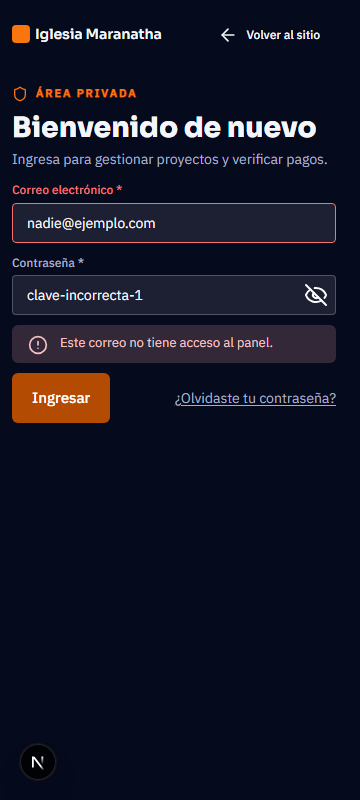 Iglesia Maranatha
Volver al sitio
ÁREA PRIVADA
Bienvenido de nuevo
Ingresa para gestionar proyectos y verificar pagos.
Correo electrónico *
nadie@ejemplo.com
Contraseña *
clave-incorrecta-1
Este correo no tiene acceso al panel.
Ingresar
¿Olvidaste tu contraseña?
N